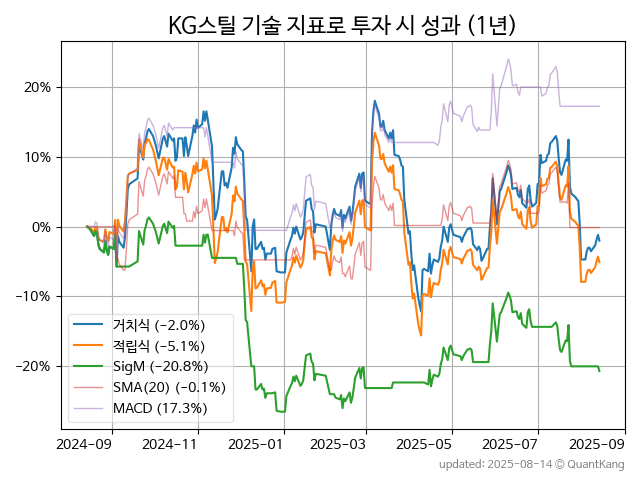 KG스틸 기술 지표로 투자 시 성과 (1년)
20%
10%
0%
−10%
−20%
거치식 (−2.0%)
적립식 (−5.1%)
SigM (−20.8%)
SMA(20) (−0.1%)
MACD (17.3%)
2024-09 2024-11 2025-01 2025-03 2025-05 2025-07 2025-09
updated: 2025-08-14 © QuantKang